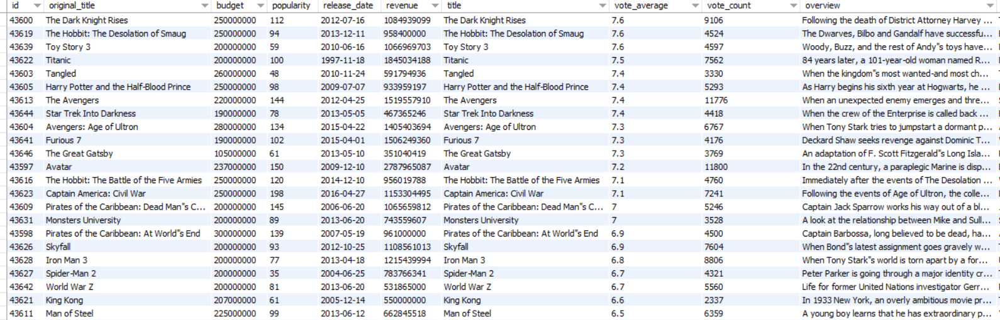 id original_title budget popularity release_date revenue title vote_average vote_count overview
43600 The Dark Knight Rises 250000000 112 2012-07-16 1084939099 The Dark Knight Rises 7.6 9106 Following the death of District Attorney Harvey ...
43619 The Hobbit: The Desolation of Smaug 250000000 94 2013-12-11 958400000 The Hobbit: The Desolation of Smaug 7.6 4524 The Dwarves, Bilbo and Gandalf have successfu...
43639 Toy Story 3 200000000 59 2010-06-16 1066969703 Toy Story 3 7.6 4597 Woody, Buzz, and the rest of Andy"s toys have...
43622 Titanic 200000000 100 1997-11-18 1845034188 Titanic 7.5 7562 84 years later, a 101-year-old woman named R...
43603 Tangled 260000000 48 2010-11-24 591794936 Tangled 7.4 3330 When the kingdom"s most wanted-and most ch...
43605 Harry Potter and the Half-Blood Prince 250000000 98 2009-07-07 933959197 Harry Potter and the Half-Blood Prince 7.4 5293 As Harry begins his sixth year at Hogwarts, he ...
43613 The Avengers 220000000 144 2012-04-25 1519557910 The Avengers 7.4 11776 When an unexpected enemy emerges and thre...
43644 Star Trek Into Darkness 190000000 78 2013-05-05 467365246 Star Trek Into Darkness 7.4 4418 When the crew of the Enterprise is called back ...
43604 Avengers: Age of Ultron 280000000 134 2015-04-22 1405403694 Avengers: Age of Ultron 7.3 6767 When Tony Stark tries to jumpstart a dormant p...
43641 Furious 7 190000000 102 2015-04-01 1506249360 Furious 7 7.3 4176 Deckard Shaw seeks revenge against Dominic T...
43646 The Great Gatsby 105000000 61 2013-05-10 351040419 The Great Gatsby 7.3 3769 An adaptation of F. Scott Fitzgerald"s Long Isla...
43597 Avatar 237000000 150 2009-12-10 2787965087 Avatar 7.2 11800 In the 22nd century, a paraplegic Marine is disp...
43616 The Hobbit: The Battle of the Five Armies 250000000 120 2014-12-10 956019788 The Hobbit: The Battle of the Five Armies 7.1 4760 Immediately after the events of The Desolation ...
43623 Captain America: Civil War 250000000 198 2016-04-27 1153304495 Captain America: Civil War 7.1 7241 Following the events of Age of Ultron, the colle...
43609 Pirates of the Caribbean: Dead Man"s C... 200000000 145 2006-06-20 1065659812 Pirates of the Caribbean: Dead Man"s C... 7 5246 Captain Jack Sparrow works his way out of a bl...
43631 Monsters University 200000000 89 2013-06-20 743559607 Monsters University 7 3528 A look at the relationship between Mike and Sull...
43598 Pirates of the Caribbean: At World"s End 300000000 139 2007-05-19 961000000 Pirates of the Caribbean: At World"s End 6.9 4500 Captain Barbossa, long believed to be dead, ha...
43626 Skyfall 200000000 93 2012-10-25 1108561013 Skyfall 6.9 7604 When Bond"s latest assignment goes gravely w...
43628 Iron Man 3 200000000 77 2013-04-18 1215439994 Iron Man 3 6.8 8806 When Tony Stark"s world is torn apart by a for...
43627 Spider-Man 2 200000000 35 2004-06-25 783766341 Spider-Man 2 6.7 4321 Peter Parker is going through a major identity cr...
43642 World War Z 200000000 81 2013-06-20 531865000 World War Z 6.7 5560 Life for former United Nations investigator Gerr...
43621 King Kong 207000000 61 2005-12-14 550000000 King Kong 6.6 2337 In 1933 New York, an overly ambitious movie pr...
43611 Man of Steel 225000000 99 2013-06-12 662845518 Man of Steel 6.5 6359 A young boy learns that he has extraordinary p...